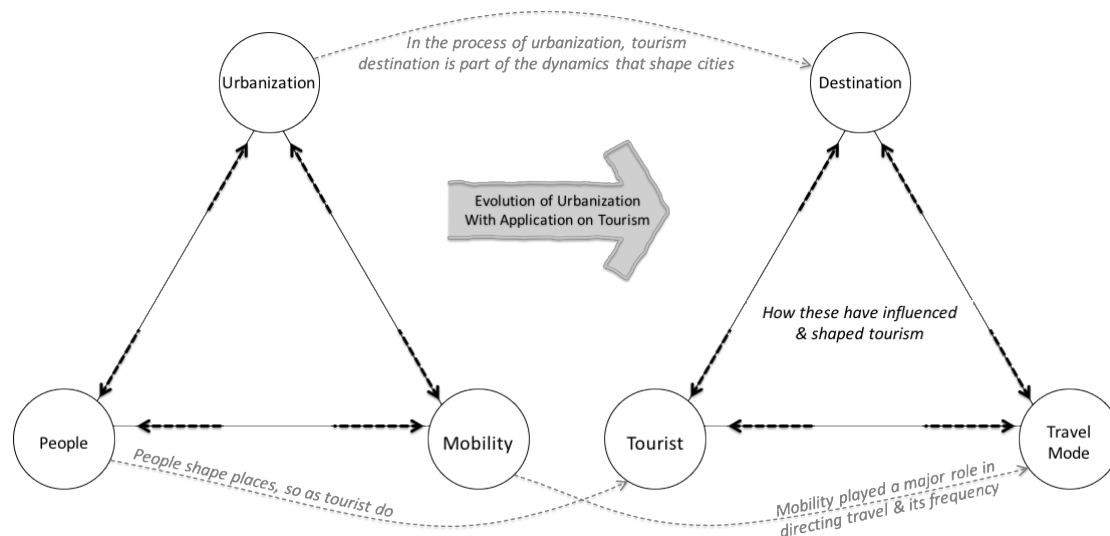 In the process of urbanization, tourism
destination is part of the dynamics that shape cities
Urbanization
Destination
Evolution of Urbanization
With Application on Tourism
How these have influenced
& shaped tourism
People
Mobility
Tourist
Travel
Mode
People shape places, so as tourist do
Mobility played a major role in
directing travel & its frequency